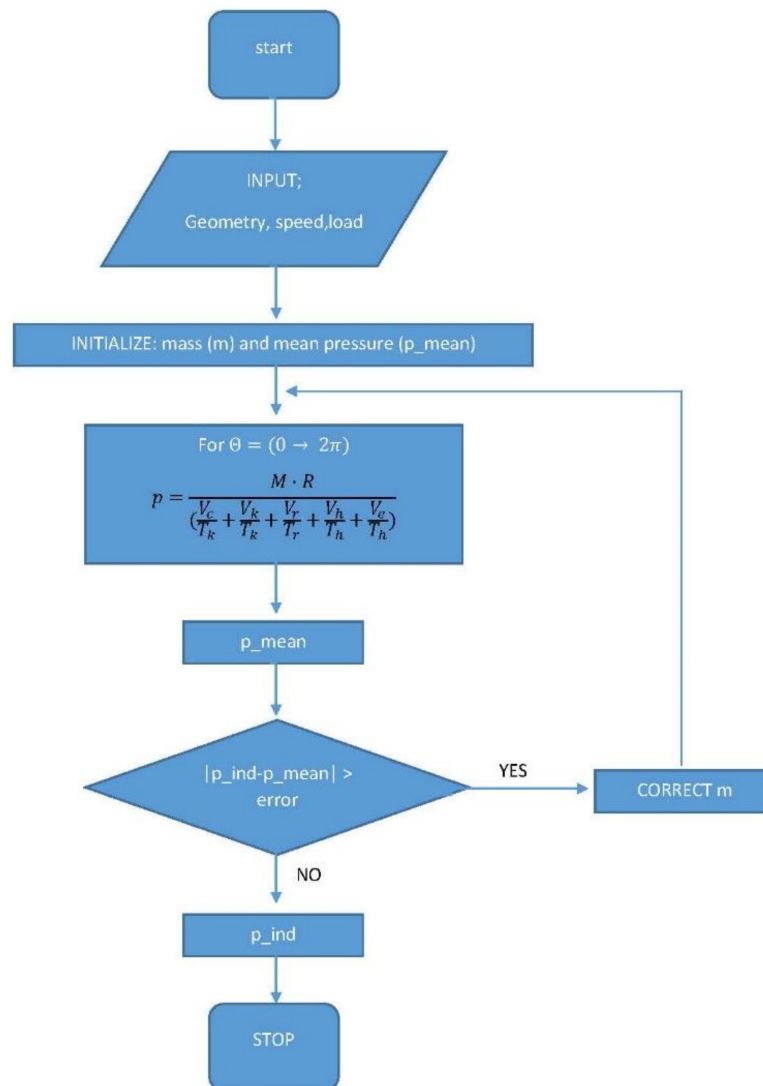 start
INPUT;
Geometry, speed,load
INITIALIZE: mass (m) and mean pressure (p_mean)
For Θ = (0 → 2π)
p = M · R / (V_c/T_k + V_k/T_k + V_r/T_r + V_h/T_h + V_e/T_h)
p_mean
|p_ind-p_mean| >
error
YES
CORRECT m
NO
p_ind
STOP